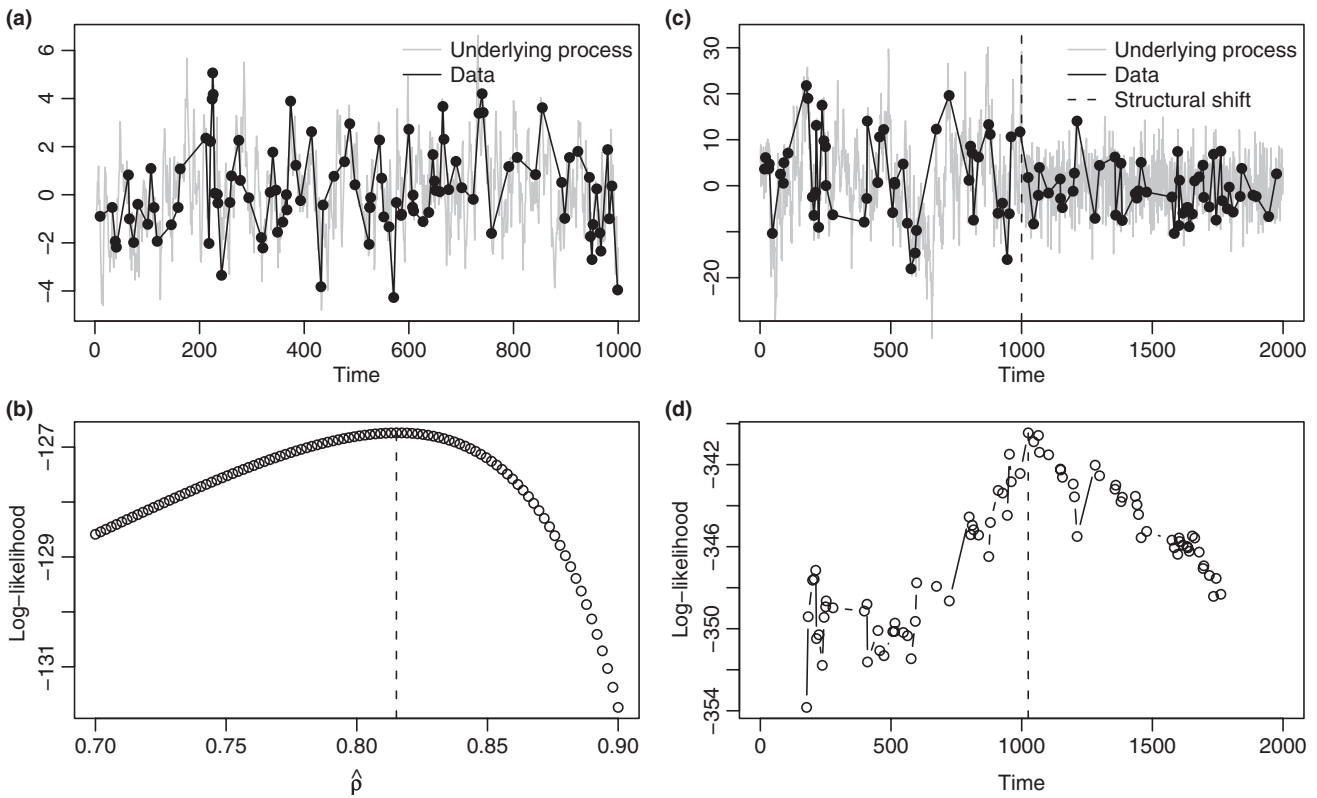 (a)
6
4
2
0
−2
−4
0 200 400 600 800 1000
Time
Underlying process
Data
(c)
30
20
10
0
−20
0 500 1000 1500 2000
Time
Underlying process
Data
Structural shift
(b)
Log−likelihood
−127
−129
−131
0.70 0.75 0.80 0.85 0.90
ρ̂
(d)
Log−likelihood
−342
−346
−350
−354
0 500 1000 1500 2000
Time